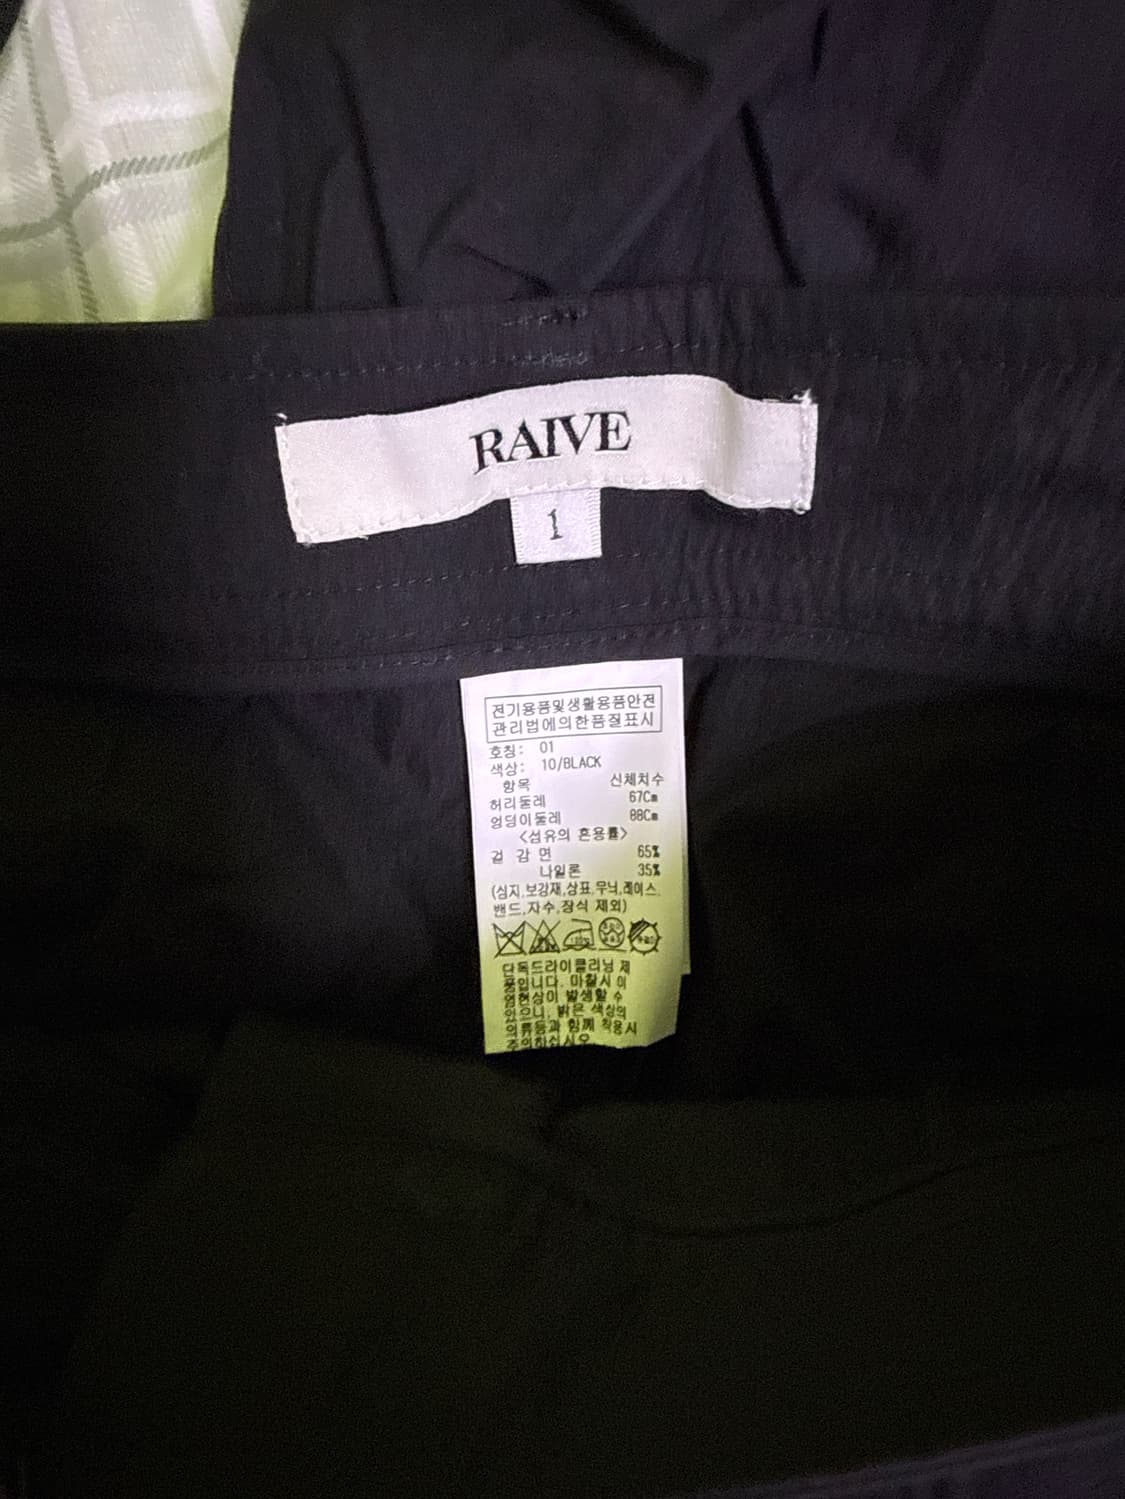 RAIVE
1
전기용품및생활용품안전
관리법에의한품질표시
호칭: 01
색상: 10/BLACK
항목 신체치수
허리둘레 67Cm
엉덩이둘레 88Cm
<섬유의 혼용률>
겉 감 면 65%
나일론 35%
(심지,보강재,상표,무늬,레이스,
밴드,자수,장식 제외)
단독드라이클리닝 제
품입니다. 마찰시 이
염현상이 발생할 수
있으니, 밝은 색상의
의류등과 함께 착용시
주의하십시오